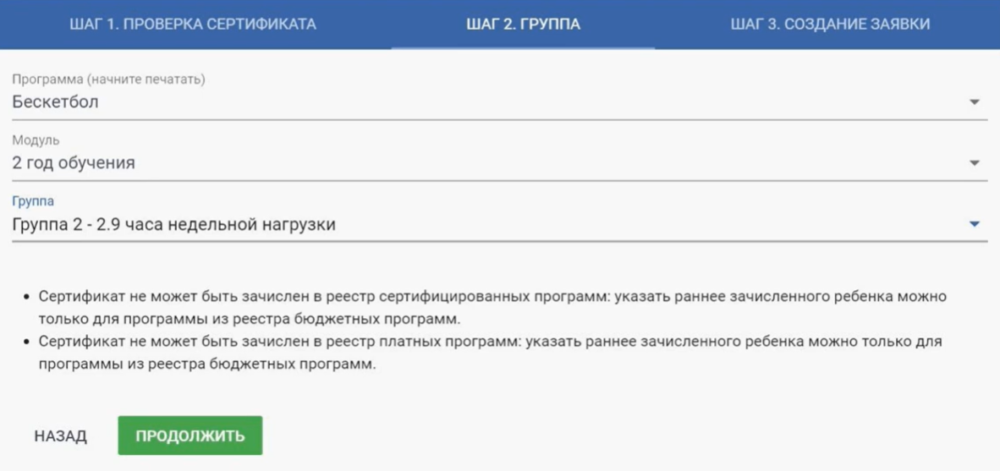 ШАГ 1. ПРОВЕРКА СЕРТИФИКАТА
ШАГ 2. ГРУППА
ШАГ 3. СОЗДАНИЕ ЗАЯВКИ
Программа (начните печатать)
Бескетбол
Модуль
2 год обучения
Группа
Группа 2 - 2.9 часа недельной нагрузки
• Сертификат не может быть зачислен в реестр сертифицированных программ: указать раннее зачисленного ребенка можно
только для программы из реестра бюджетных программ.
• Сертификат не может быть зачислен в реестр платных программ: указать раннее зачисленного ребенка можно только для
программы из реестра бюджетных программ.
НАЗАД
ПРОДОЛЖИТЬ